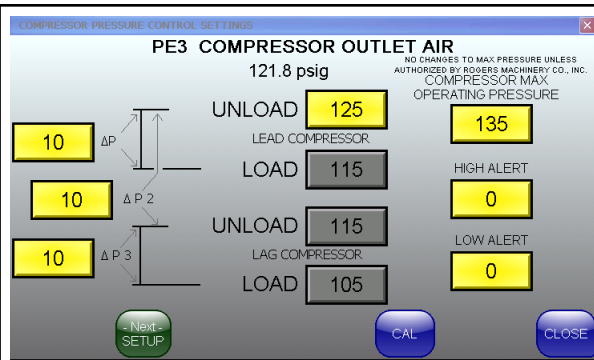 COMPRESSOR PRESSURE CONTROL SETTINGS
PE3 COMPRESSOR OUTLET AIR
121.8 psig
NO CHANGES TO MAX PRESSURE UNLESS
AUTHORIZED BY ROGERS MACHINERY CO., INC.
COMPRESSOR MAX
OPERATING PRESSURE
135
UNLOAD 125
LEAD COMPRESSOR
LOAD 115
10 ΔP
10 Δ P 2
10 Δ P 3
UNLOAD 115
LAG COMPRESSOR
LOAD 105
HIGH ALERT
0
LOW ALERT
0
- Next -
SETUP
CAL
CLOSE